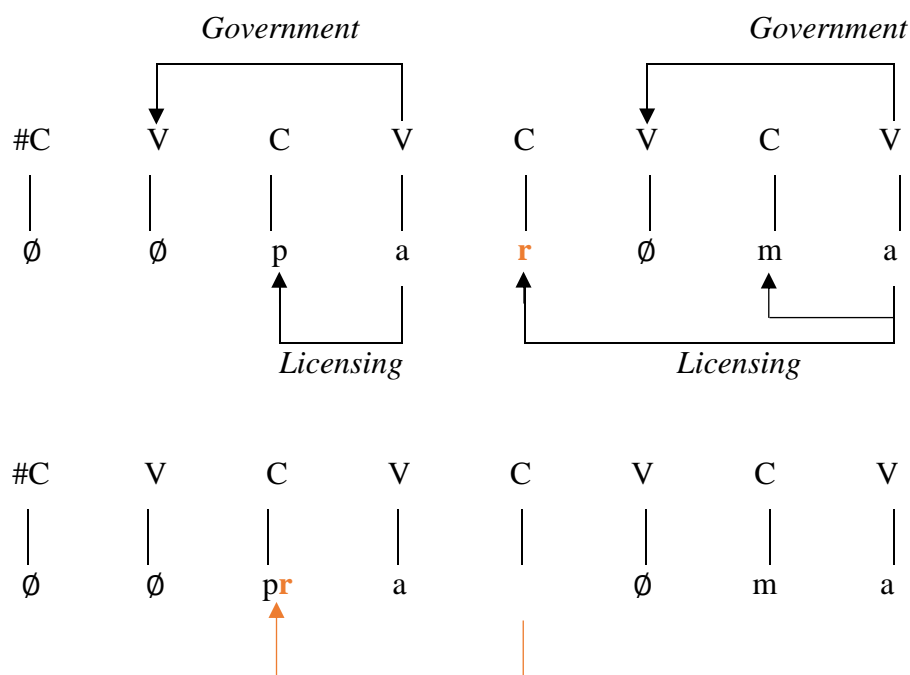 Government Government
#C V C V C V C V
∅ ∅ p a r ∅ m a
Licensing Licensing
#C V C V C V C V
∅ ∅ pr a ∅ m a